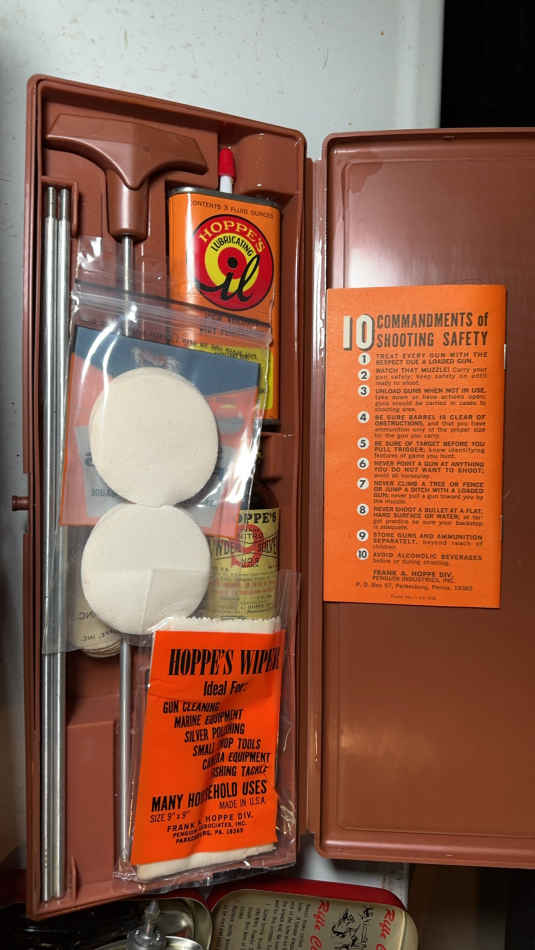 CONTENTS 3 FLUID OUNCES
HOPPE'S
LUBRICATING
oil
HOPPE'S
HOPPE'S WIPE
Ideal For:
GUN CLEANING
MARINE EQUIPMENT
SILVER POLISHING
SMALL SHOP TOOLS
CAMERA EQUIPMENT
FISHING TACKLE
MANY HOUSEHOLD USES
SIZE 9" x 9" MADE IN U.S.A.
FRANK A. HOPPE DIV.
PENGUIN ASSOCIATES, INC.
PARKESBURG, PA. 19365
10 COMMANDMENTS of
SHOOTING SAFETY
1 TREAT EVERY GUN WITH THE
RESPECT DUE A LOADED GUN.
2 WATCH THAT MUZZLE! Carry your
gun safely; keep safety on until
ready to shoot.
3 UNLOAD GUNS WHEN NOT IN USE,
take down or have actions open;
guns should be carried in cases to
shooting area.
4 BE SURE BARREL IS CLEAR OF
OBSTRUCTIONS, and that you have
ammunition only of the proper size
for the gun you carry.
5 BE SURE OF TARGET BEFORE YOU
PULL TRIGGER; know identifying
features of game you hunt.
6 NEVER POINT A GUN AT ANYTHING
YOU DO NOT WANT TO SHOOT;
avoid all horseplay.
7 NEVER CLIMB A TREE OR FENCE
OR JUMP A DITCH WITH A LOADED
GUN; never pull a gun toward you by
the muzzle.
8 NEVER SHOOT A BULLET AT A FLAT,
HARD SURFACE OR WATER; at tar-
get practice be sure your backstop
is adequate.
9 STORE GUNS AND AMMUNITION
SEPARATELY, beyond reach of
children.
10 AVOID ALCOHOLIC BEVERAGES
before or during shooting.
FRANK A. HOPPE DIV.
PENGUIN INDUSTRIES, INC.
P. O. Box 97, Parkesburg, Penna. 19365